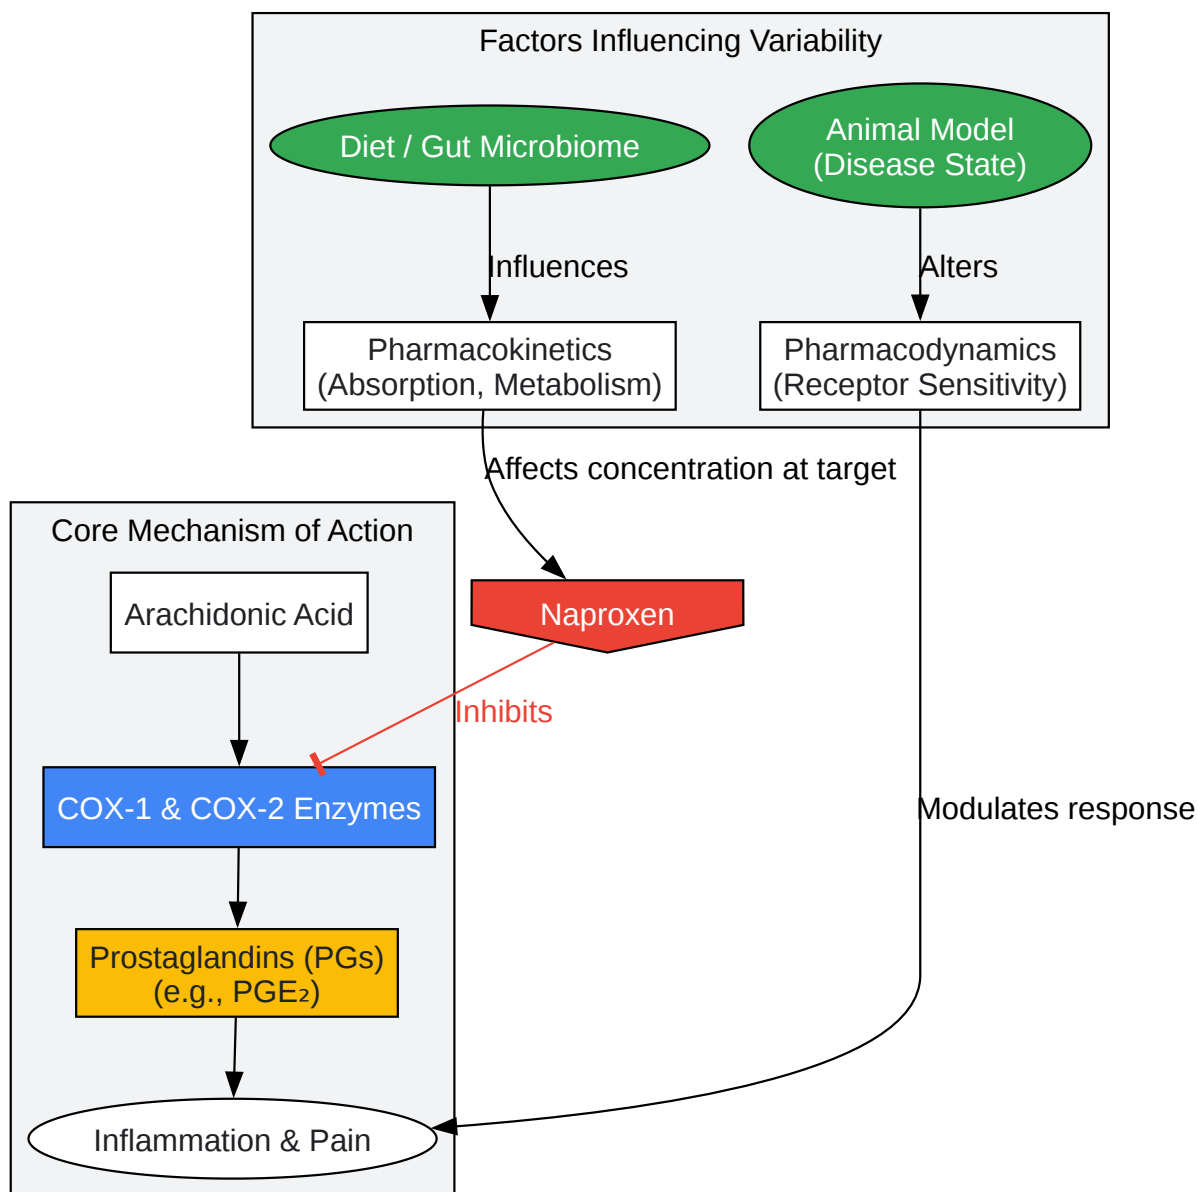 Factors Influencing Variability
Diet / Gut Microbiome
Animal Model
(Disease State)
Influences
Alters
Pharmacokinetics
(Absorption, Metabolism)
Pharmacodynamics
(Receptor Sensitivity)
Affects concentration at target
Core Mechanism of Action
Arachidonic Acid
Naproxen
Inhibits
COX-1 & COX-2 Enzymes
Modulates response
Prostaglandins (PGs)
(e.g., PGE₂)
Inflammation & Pain